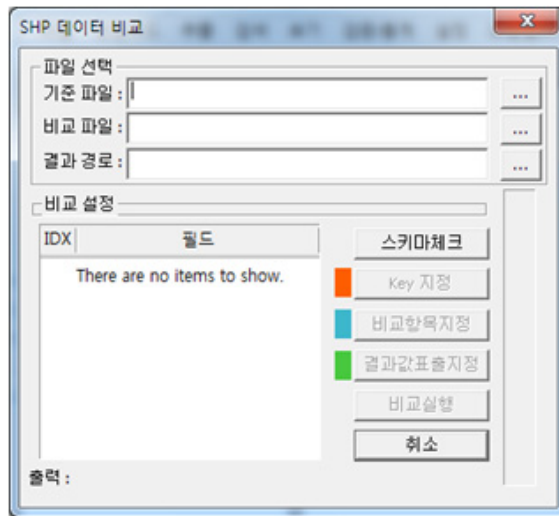 SHP 데이터 비교
파일 선택
기준 파일 : ...
비교 파일 : ...
결과 경로 : ...
비교 설정
IDX 필드
There are no items to show.
스키마체크
Key 지정
비교항목지정
결과값표출지정
비교실행
취소
출력 :